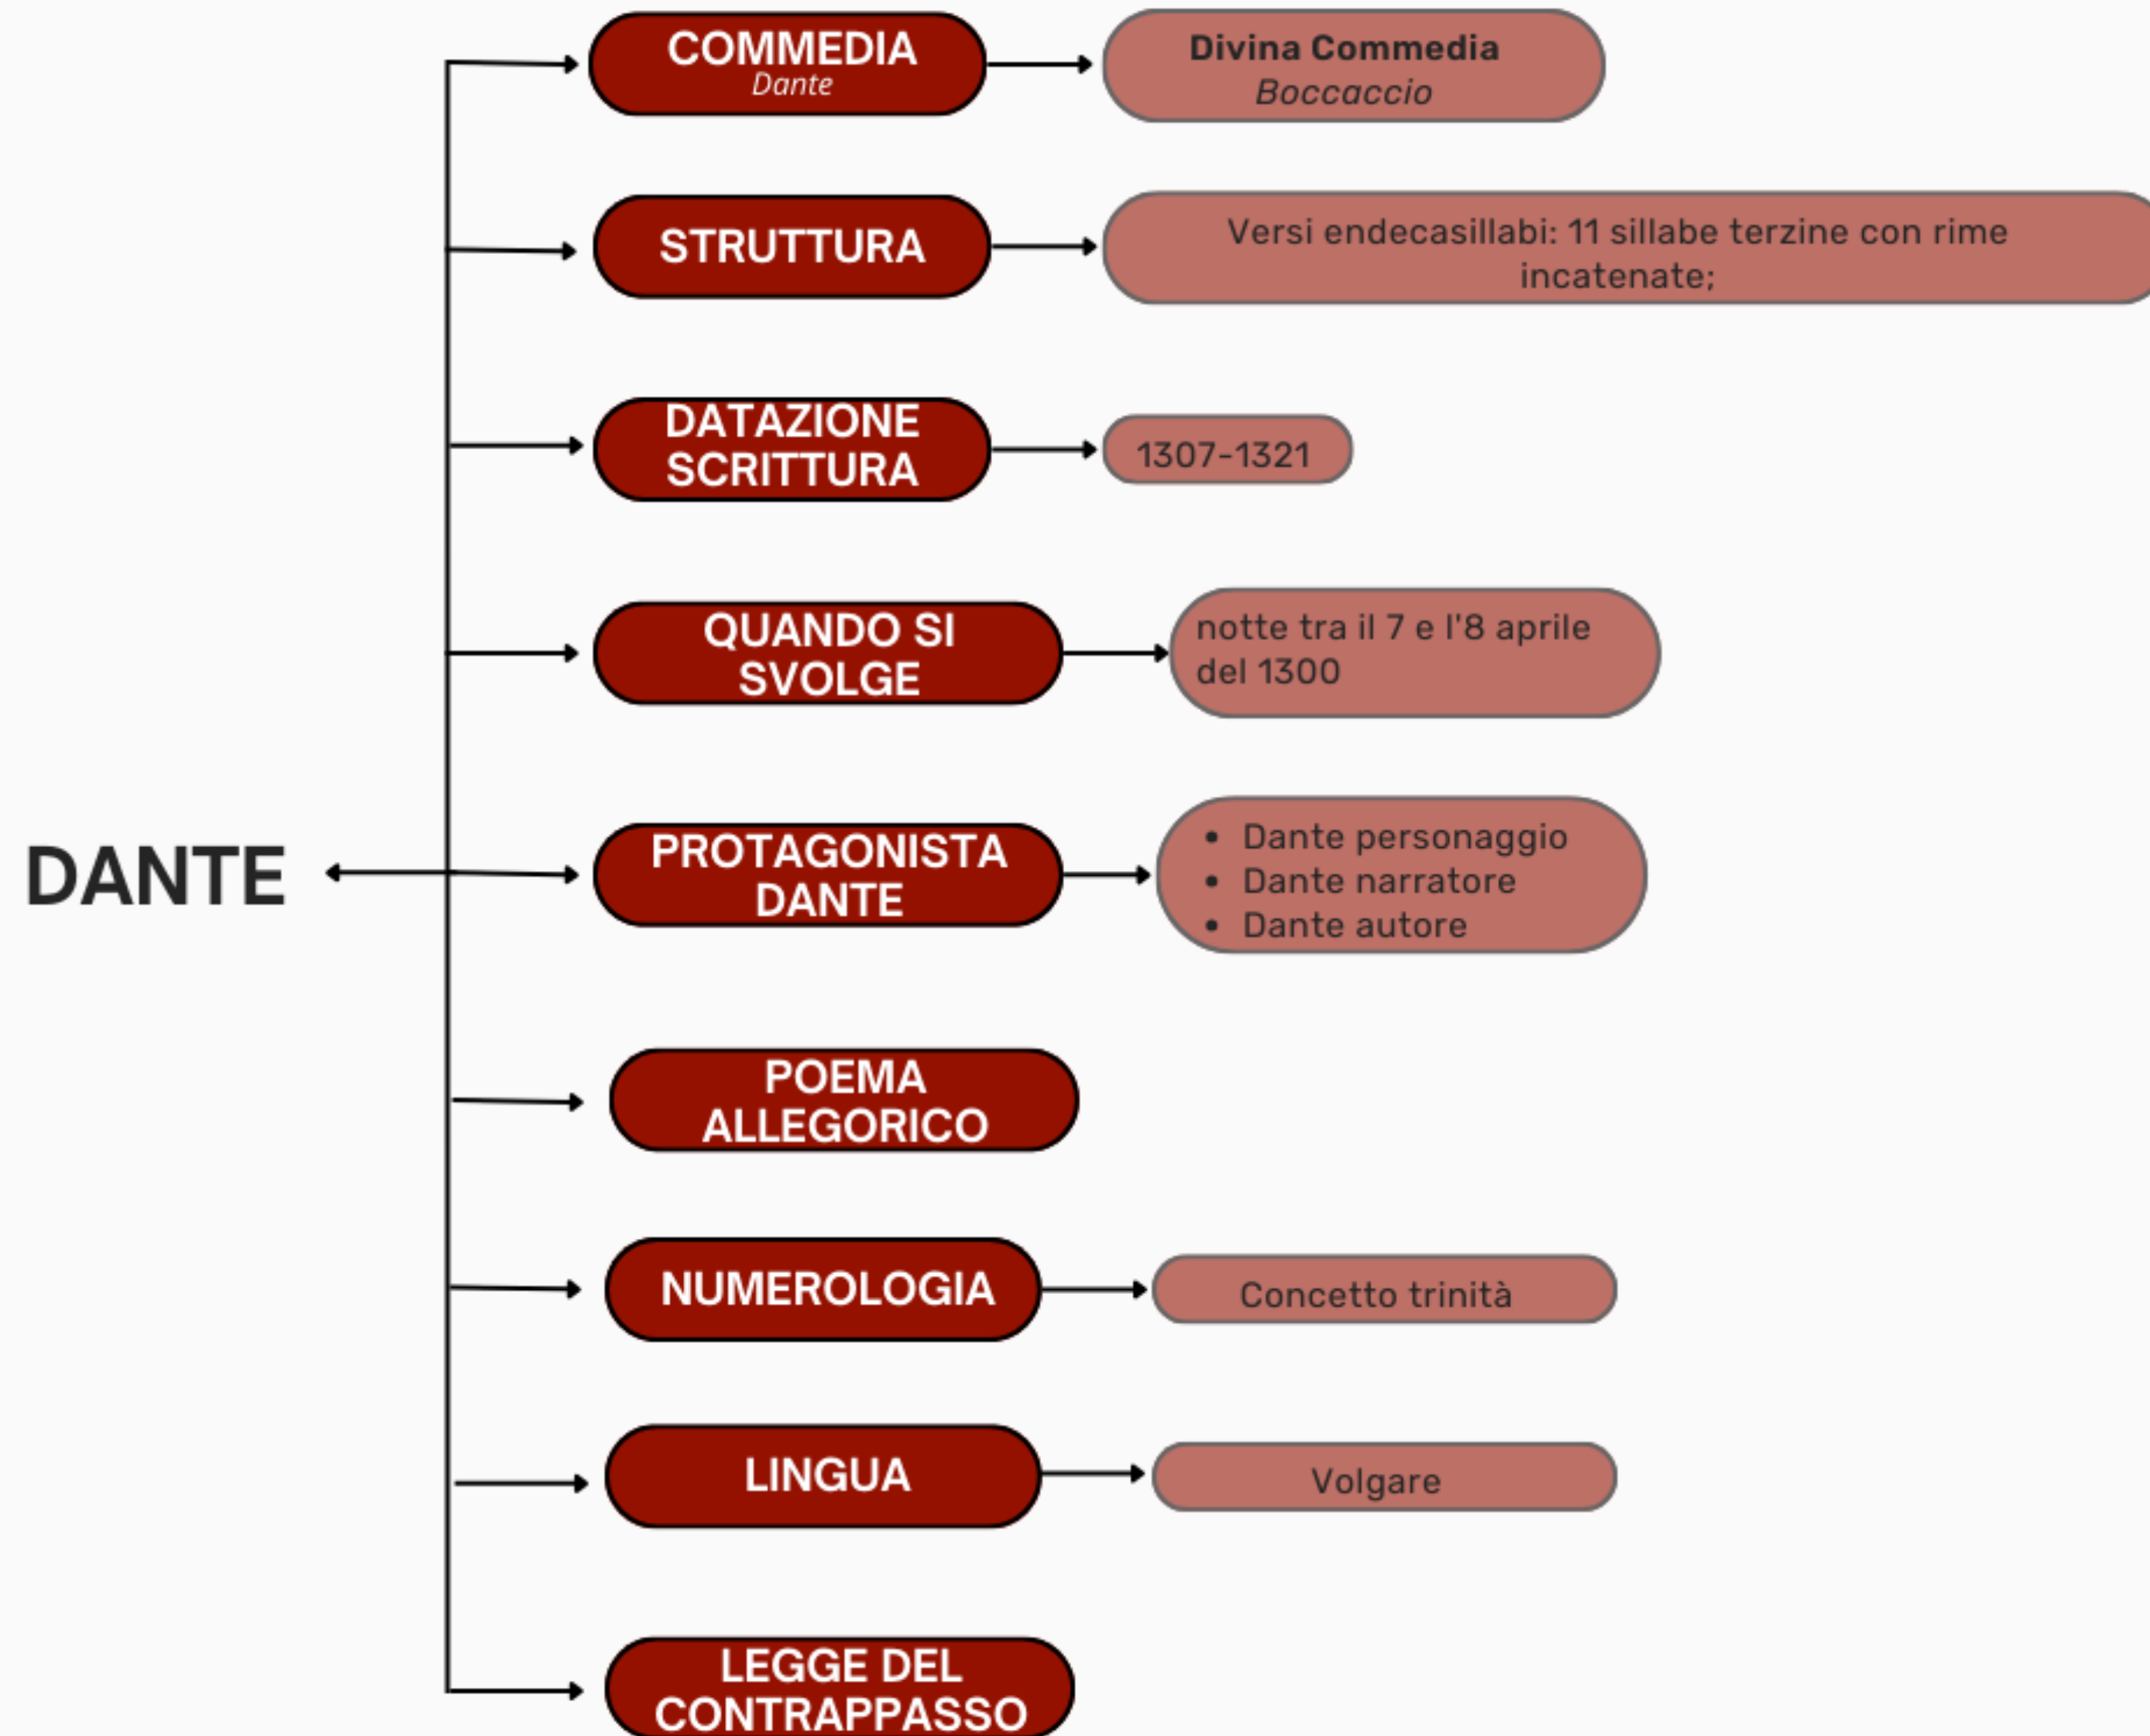 COMMEDIA
Dante
Divina Commedia
Boccaccio
STRUTTURA
Versi endecasillabi: 11 sillabe terzine con rime
incatenate;
DATAZIONE
SCRITTURA
1307-1321
QUANDO SI
SVOLGE
notte tra il 7 e l'8 aprile
del 1300
DANTE
PROTAGONISTA
DANTE
• Dante personaggio
• Dante narratore
• Dante autore
POEMA
ALLEGORICO
NUMEROLOGIA
Concetto trinità
LINGUA
Volgare
LEGGE DEL
CONTRAPPASSO